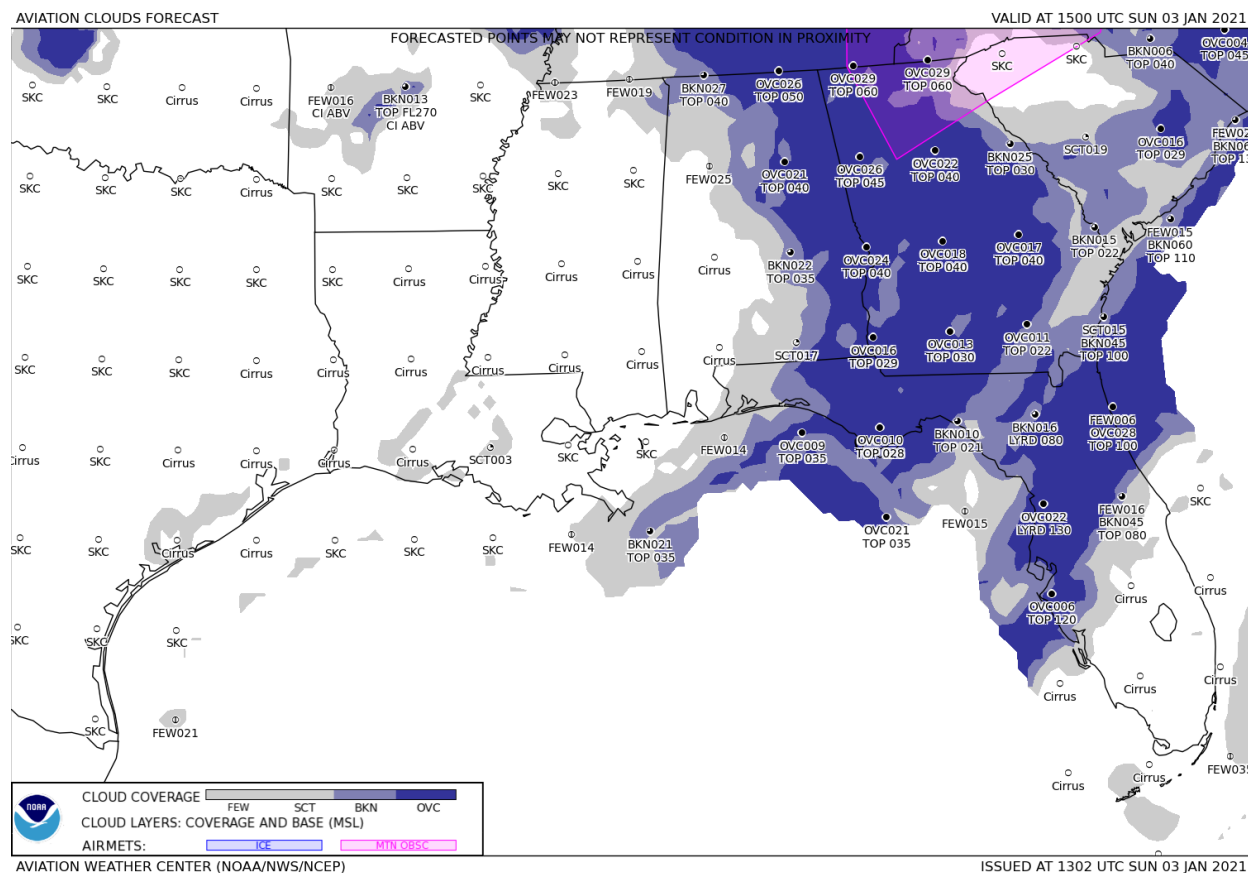 AVIATION CLOUDS FORECAST
VALID AT 1500 UTC SUN 03 JAN 2021
FORECASTED POINTS MAY NOT REPRESENT CONDITION IN PROXIMITY
SKC
SKC
Cirrus
Cirrus
FEW016
CI ABV
BKN013
TOP FL270
CI ABV
SKC
FEW023
FEW019
BKN027
TOP 040
OVC026
TOP 050
OVC029
TOP 060
OVC029
TOP 060
SKC
SKC
BKN006
TOP 040
OVC004
TOP 045
SKC
SKC
SKC
Cirrus
SKC
SKC
SKC
SKC
SKC
FEW025
OVC021
TOP 040
OVC026
TOP 045
OVC022
TOP 040
BKN025
TOP 030
SCT019
OVC016
TOP 029
SKC
SKC
SKC
SKC
SKC
Cirrus
Cirrus
Cirrus
Cirrus
Cirrus
BKN022
TOP 035
OVC024
TOP 040
OVC018
TOP 040
OVC017
TOP 040
BKN015
TOP 022
FEW015
BKN060
TOP 110
SKC
SKC
SKC
Cirrus
Cirrus
Cirrus
Cirrus
Cirrus
Cirrus
Cirrus
SCT017
OVC016
TOP 029
OVC013
TOP 030
OVC011
TOP 022
SCT015
BKN045
TOP 100
Cirrus
SKC
Cirrus
Cirrus
Cirrus
Cirrus
SCT003
SKC
SKC
FEW014
OVC009
TOP 035
OVC010
TOP 028
BKN010
TOP 021
BKN016
LYRD 080
FEW006
OVC028
TOP 100
SKC
SKC
Cirrus
Cirrus
SKC
SKC
SKC
FEW014
BKN021
TOP 035
OVC021
TOP 035
FEW015
OVC022
LYRD 130
FEW016
BKN045
TOP 080
SKC
SKC
SKC
SKC
OVC006
TOP 120
Cirrus
Cirrus
SKC
FEW021
Cirrus
Cirrus
Cirrus
Cirrus
Cirrus
FEW035
NOAA
CLOUD COVERAGE
FEW SCT BKN OVC
CLOUD LAYERS: COVERAGE AND BASE (MSL)
AIRMETS: ICE MTN OBSC
AVIATION WEATHER CENTER (NOAA/NWS/NCEP)
ISSUED AT 1302 UTC SUN 03 JAN 2021